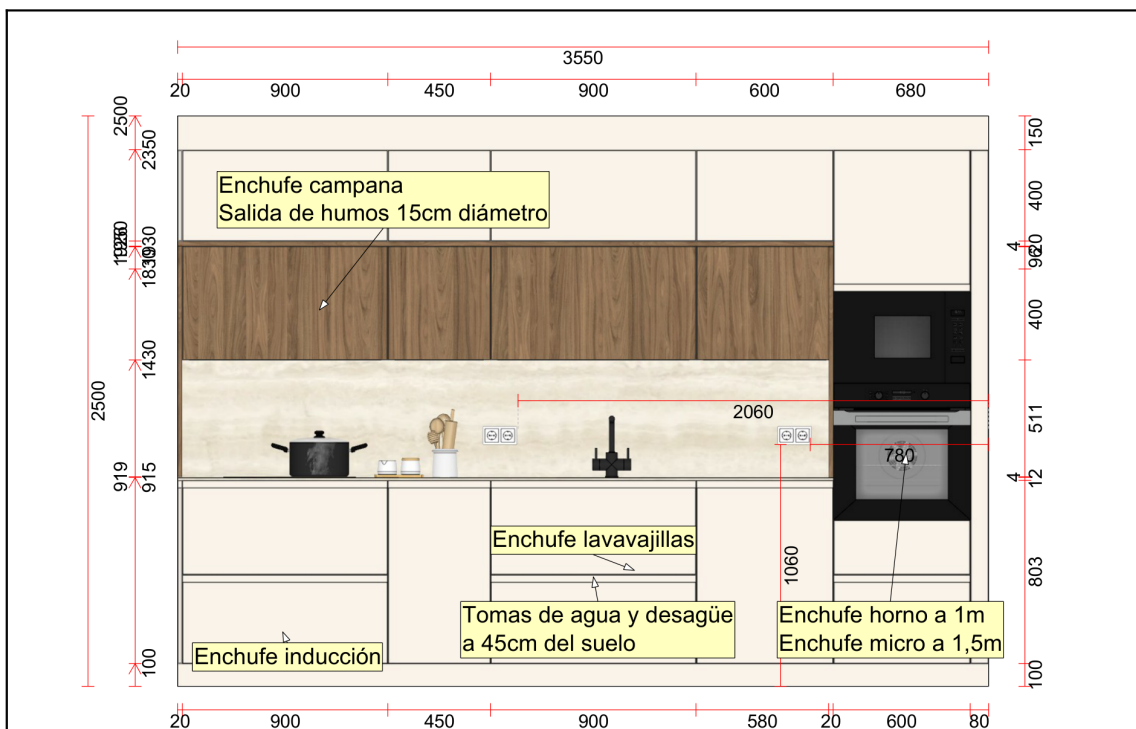 3550
20 900 450 900 600 680
2500
2350
1930
1830
1430
919
915
100
2500
150
400
20
4
96
400
511
4
12
803
100
Enchufe campana
Salida de humos 15cm diámetro
2060
780
1060
Enchufe lavavajillas
Tomas de agua y desagüe
a 45cm del suelo
Enchufe inducción
Enchufe horno a 1m
Enchufe micro a 1,5m
20 900 450 900 580 20 600 80